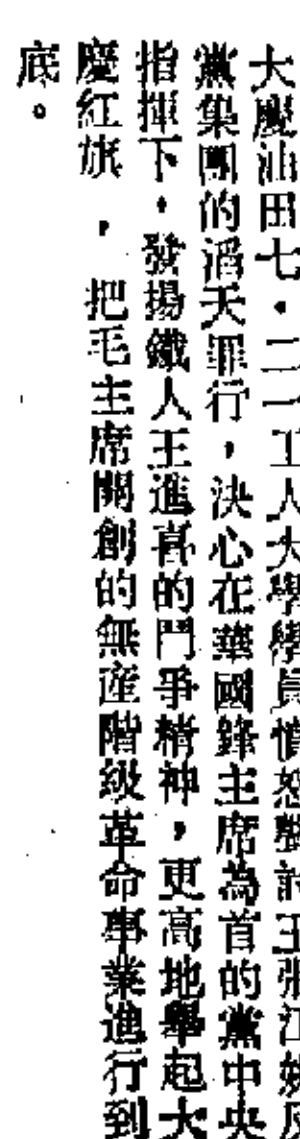 大慶油田七・二一工人大學學員憤怒聲討王張江姚反
黨集團的滔天罪行，決心在華國鋒主席為首的黨中央
指揮下，發揚鐵人王進喜的鬥爭精神，更高地舉起大
慶紅旗，把毛主席開創的無産階級革命事業進行到
底。